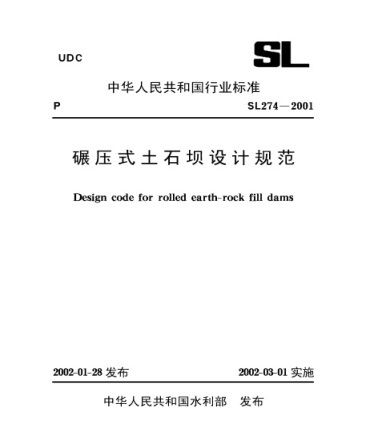 UDC
SL
中华人民共和国行业标准
P SL274—2001
碾压式土石坝设计规范
Design code for rolled earth-rock fill dams
2002-01-28 发布 2002-03-01 实施
中华人民共和国水利部 发布